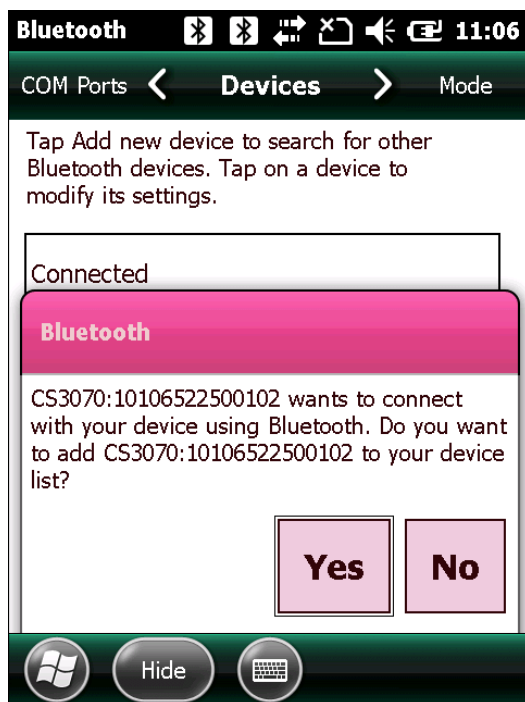 Bluetooth 11:06
COM Ports Devices Mode
Tap Add new device to search for other
Bluetooth devices. Tap on a device to
modify its settings.
Connected
Bluetooth
CS3070:10106522500102 wants to connect
with your device using Bluetooth. Do you want
to add CS3070:10106522500102 to your device
list?
Yes No
Hide